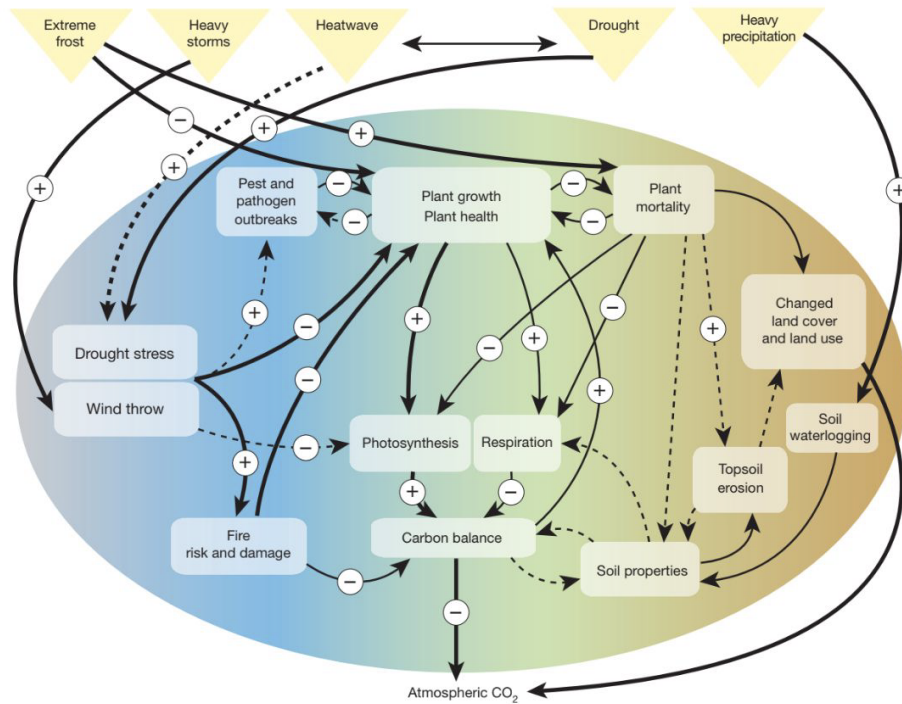 Extreme
frost
Heavy
storms
Heatwave
Drought
Heavy
precipitation
−
+
+
+
+
+
Pest and
pathogen
outbreaks
−
−
Plant growth
Plant health
−
−
Plant
mortality
Changed
land cover
and land use
+
−
+
+
−
−
+
Drought stress
Wind throw
−
+
−
Photosynthesis
Respiration
Soil
waterlogging
+
−
Topsoil
erosion
Fire
risk and damage
−
Carbon balance
Soil properties
−
Atmospheric CO₂